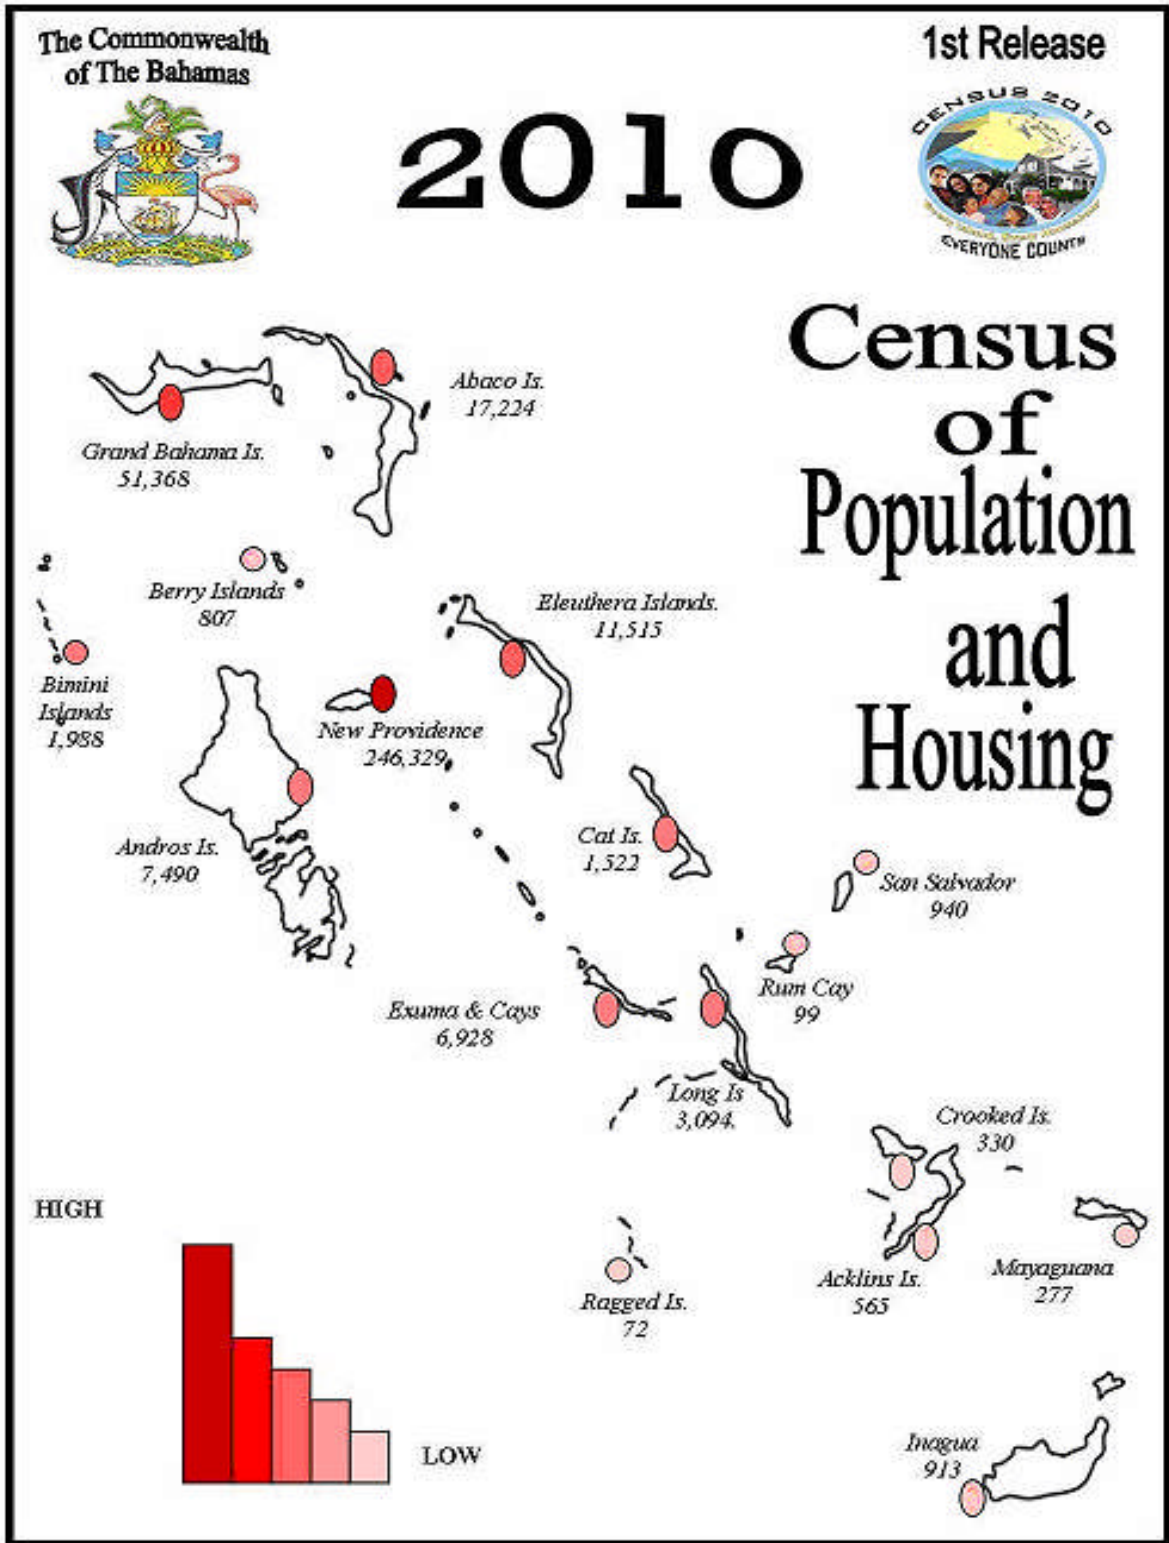 The Commonwealth
of The Bahamas
1st Release
2010
CENSUS 2010
EVERYONE COUNTS
Census
of
Population
and
Housing
Abaco Is.
17,224
Grand Bahama Is.
51,368
Berry Islands
807
Eleuthera Islands.
11,515
Bimini
Islands
1,988
New Providence
246,329
Andros Is.
7,490
Cat Is.
1,522
San Salvador
940
Rum Cay
99
Exuma & Cays
6,928
Long Is
3,094.
Crooked Is.
330
Acklins Is.
565
Mayaguana
277
Ragged Is.
72
Inagua
913
HIGH
LOW